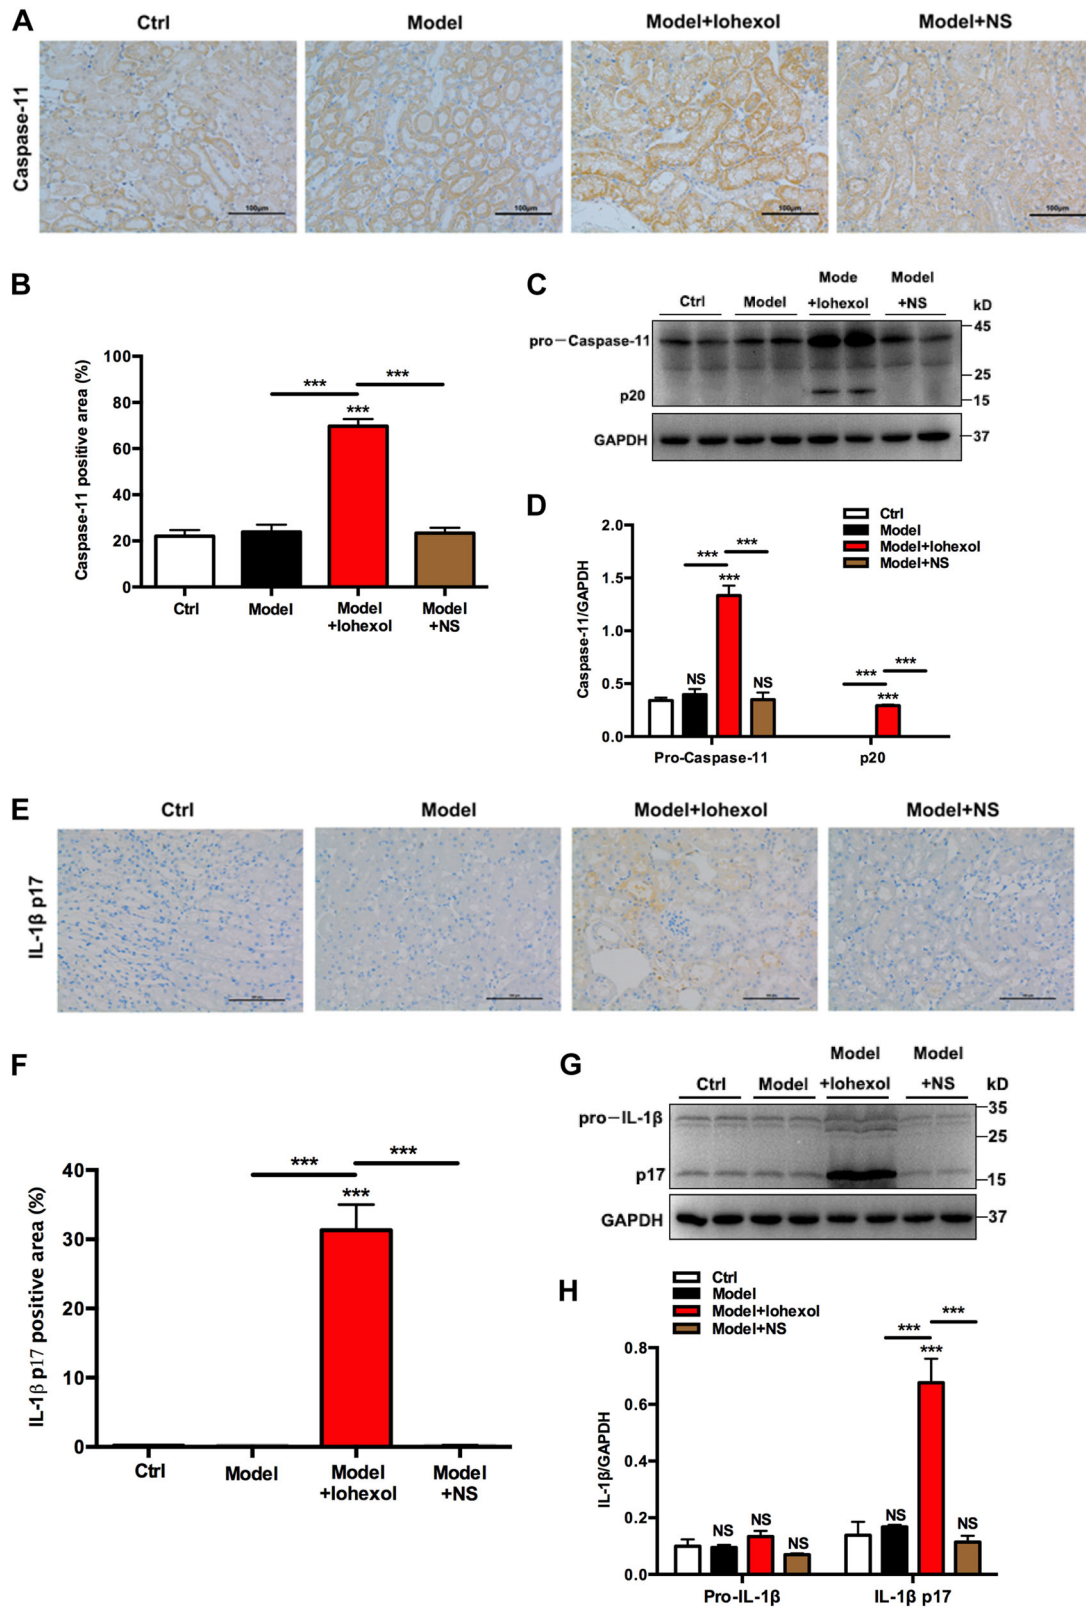 A
Ctrl
Model
Model+Iohexol
Model+NS
Caspase-11
100μm
100μm
100μm
100μm
B
Caspase-11 positive area (%)
100
80
60
40
20
0
***
***
***
Ctrl
Model
Model
+Iohexol
Model
+NS
C
Ctrl
Model
Mode
+Iohexol
Model
+NS
kD
pro—Caspase-11
p20
GAPDH
45
25
15
37
D
Ctrl
Model
Model+Iohexol
Model+NS
Caspase-11/GAPDH
2.0
1.5
1.0
0.5
0.0
***
***
***
NS
NS
***
***
***
Pro-Caspase-11
p20
E
Ctrl
Model
Model+Iohexol
Model+NS
IL-1β p17
F
IL-1β p17 positive area (%)
40
30
20
10
0
***
***
***
Ctrl
Model
Model
+Iohexol
Model
+NS
G
Ctrl
Model
Model
+Iohexol
Model
+NS
kD
pro—IL-1β
p17
GAPDH
35
25
15
37
H
Ctrl
Model
Model+Iohexol
Model+NS
IL-1β/GAPDH
0.8
0.6
0.4
0.2
0.0
NS
NS
NS
***
***
***
NS
NS
Pro-IL-1β
IL-1β p17